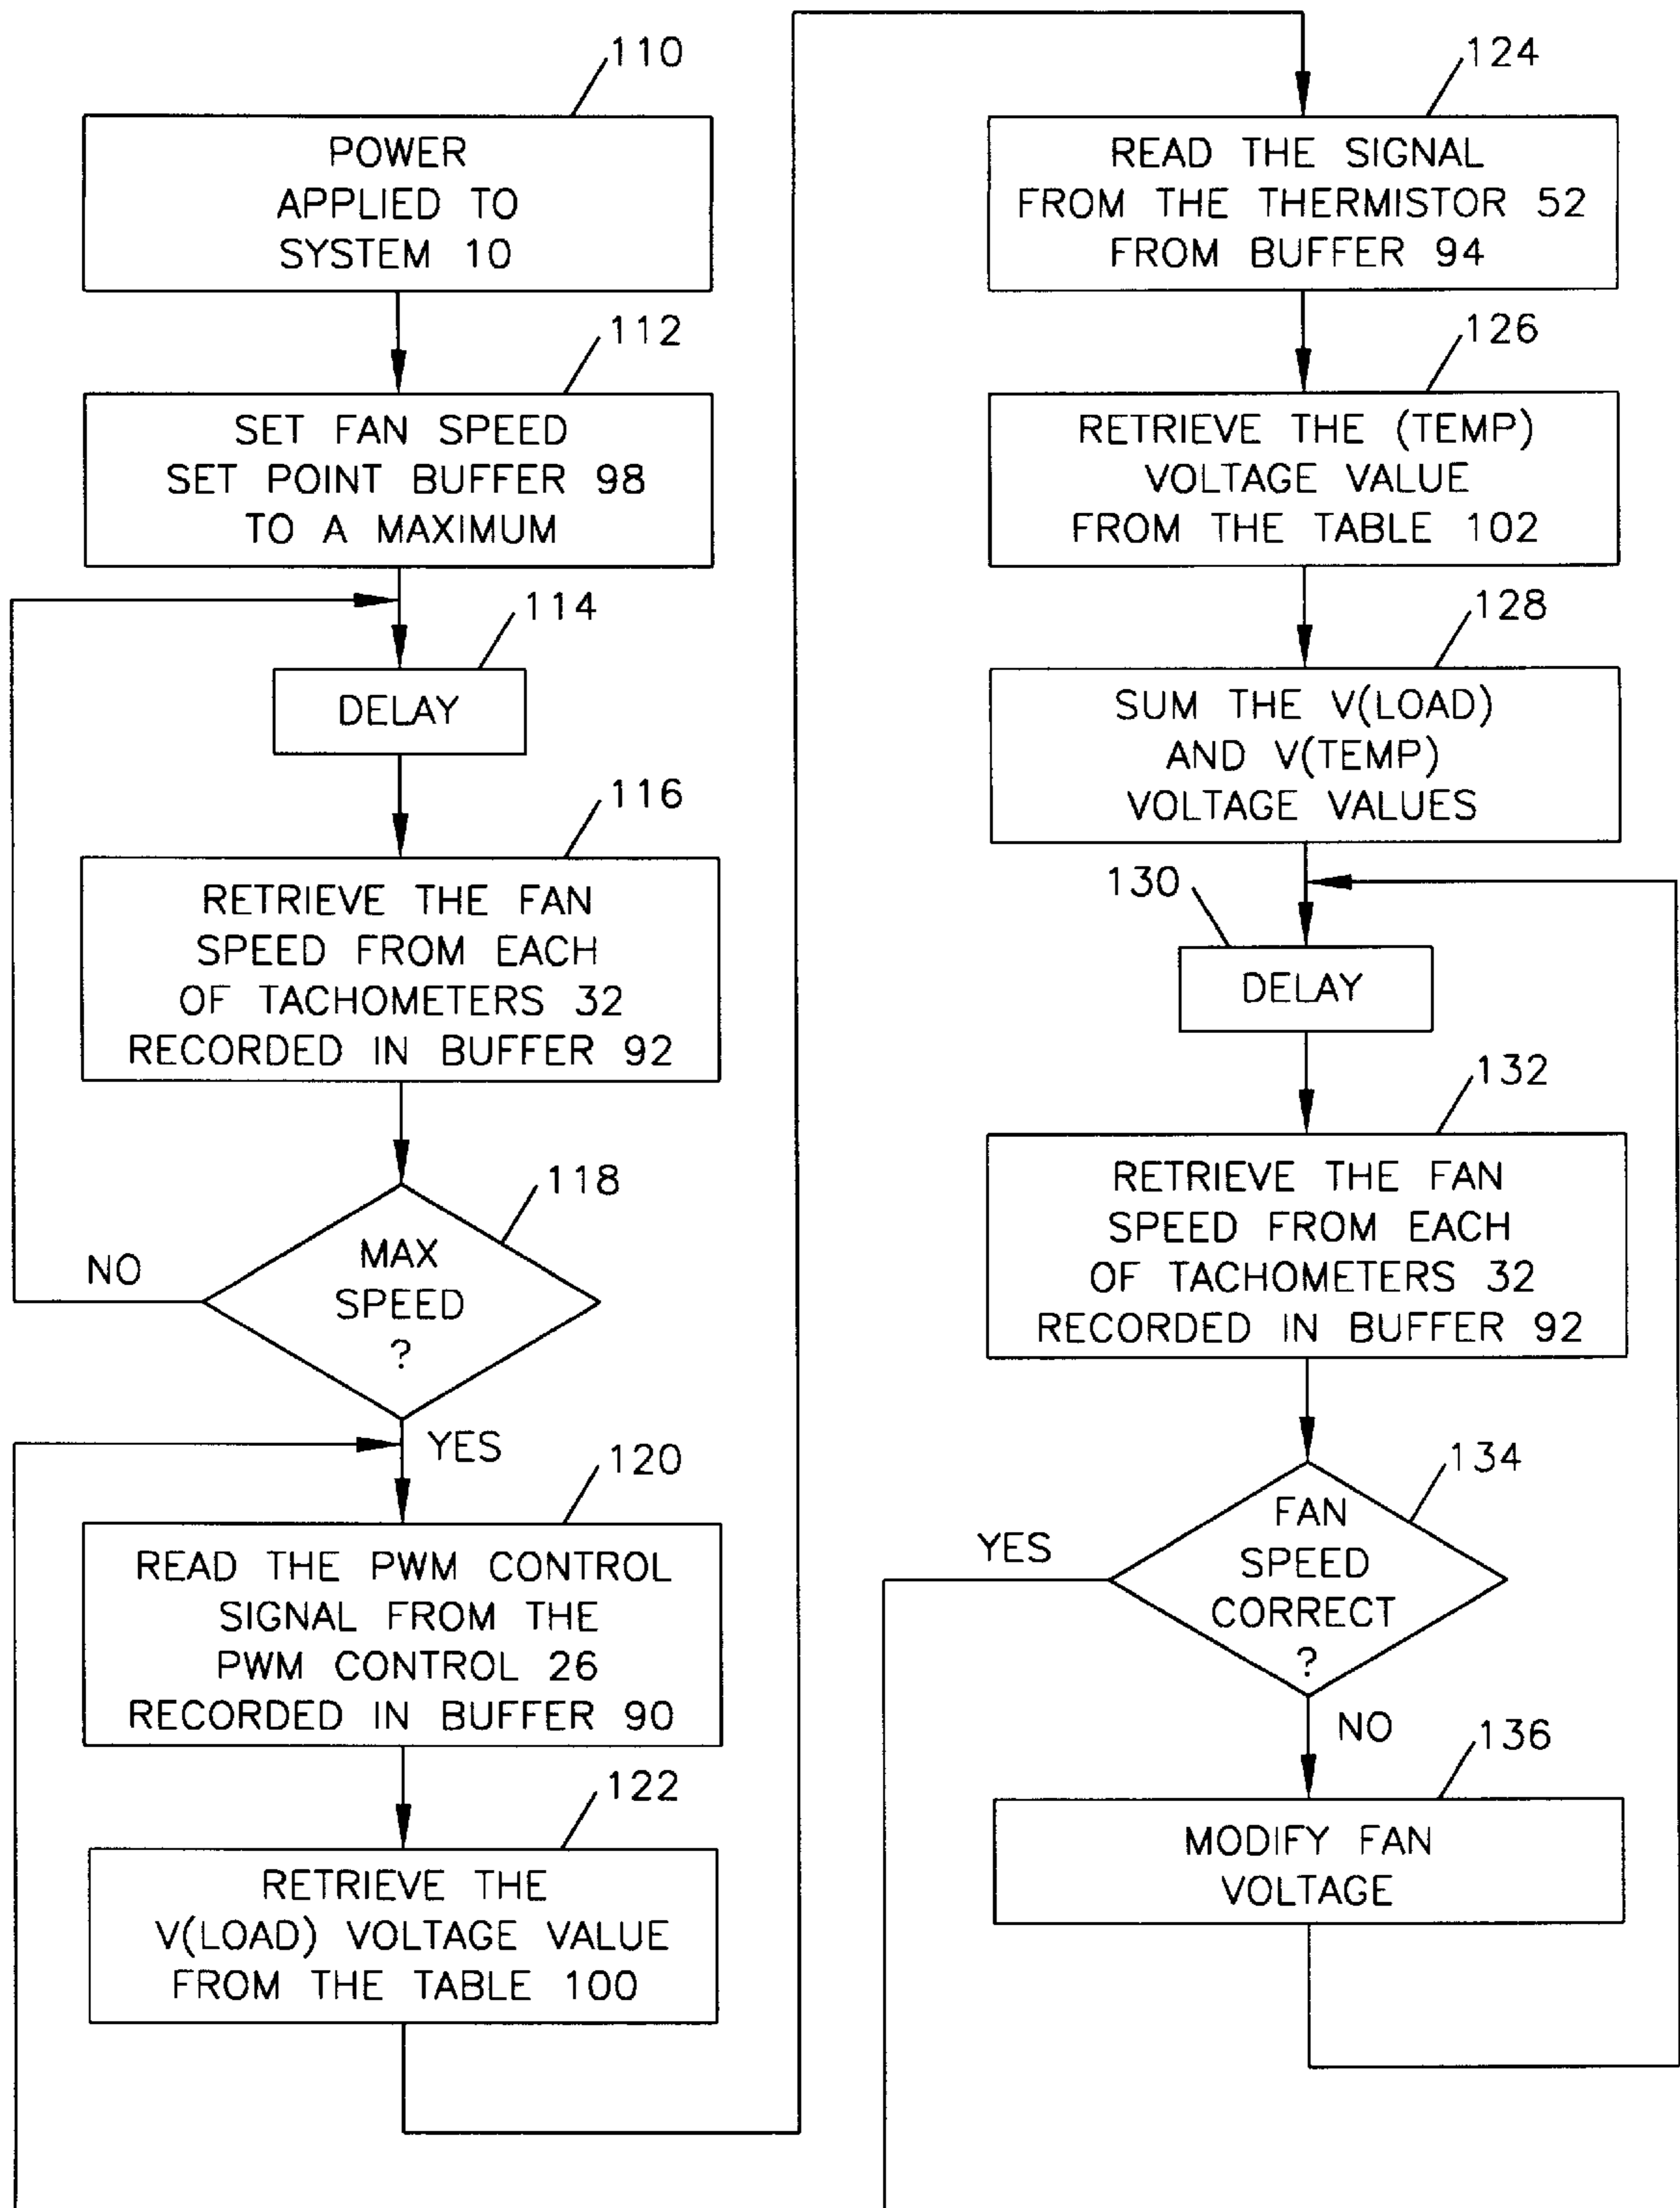 110
POWER
APPLIED TO
SYSTEM 10
112
SET FAN SPEED
SET POINT BUFFER 98
TO A MAXIMUM
114
DELAY
116
RETRIEVE THE FAN
SPEED FROM EACH
OF TACHOMETERS 32
RECORDED IN BUFFER 92
118
MAX
SPEED
?
NO
YES
120
READ THE PWM CONTROL
SIGNAL FROM THE
PWM CONTROL 26
RECORDED IN BUFFER 90
122
RETRIEVE THE
V(LOAD) VOLTAGE VALUE
FROM THE TABLE 100
124
READ THE SIGNAL
FROM THE THERMISTOR 52
FROM BUFFER 94
126
RETRIEVE THE (TEMP)
VOLTAGE VALUE
FROM THE TABLE 102
128
SUM THE V(LOAD)
AND V(TEMP)
VOLTAGE VALUES
130
DELAY
132
RETRIEVE THE FAN
SPEED FROM EACH
OF TACHOMETERS 32
RECORDED IN BUFFER 92
134
FAN
SPEED
CORRECT
?
YES
NO
136
MODIFY FAN
VOLTAGE